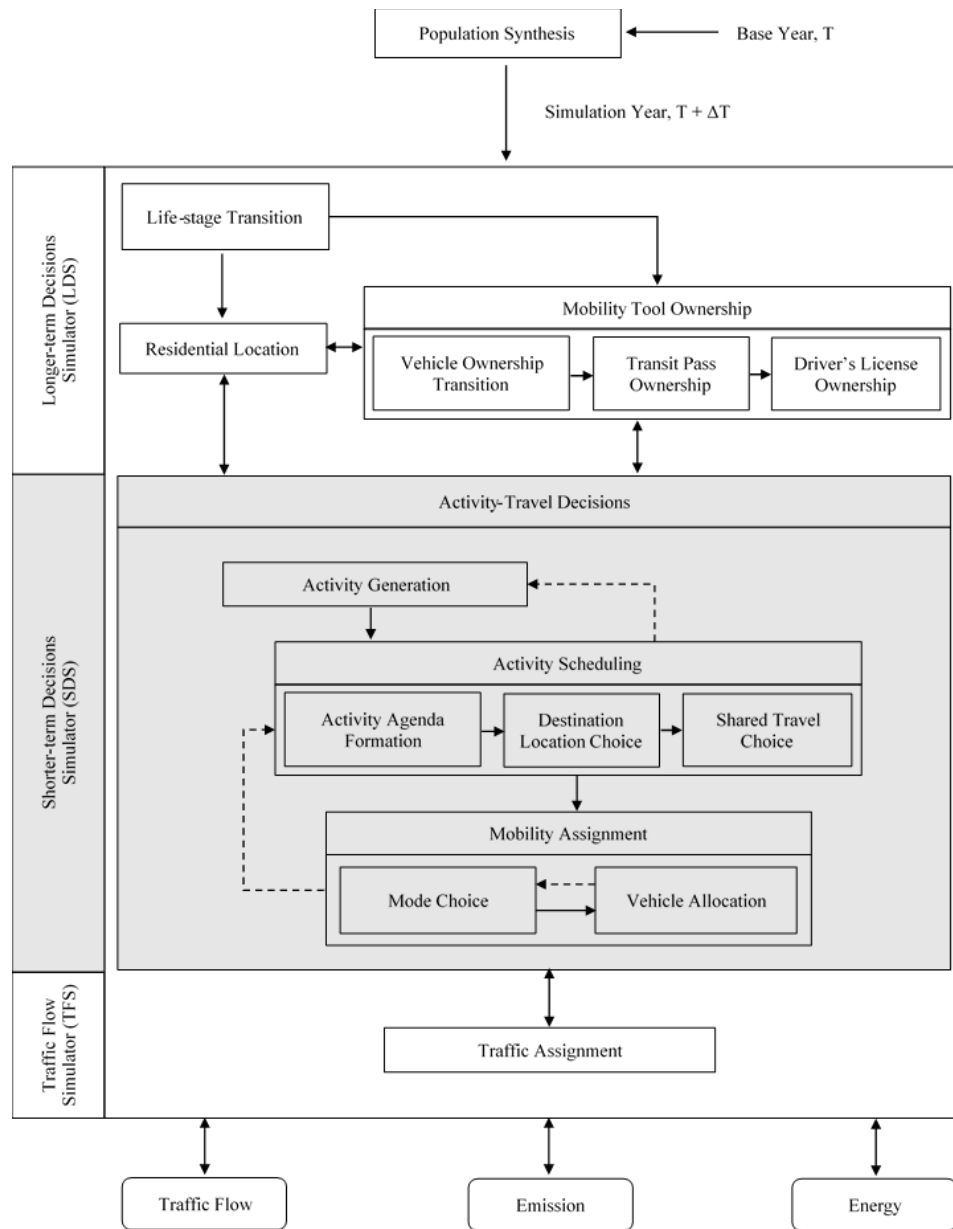 Population Synthesis
Base Year, T
Simulation Year, T + ΔT
Longer-term Decisions
Simulator (LDS)
Life-stage Transition
Mobility Tool Ownership
Residential Location
Vehicle Ownership
Transition
Transit Pass
Ownership
Driver's License
Ownership
Shorter-term Decisions
Simulator (SDS)
Activity-Travel Decisions
Activity Generation
Activity Scheduling
Activity Agenda
Formation
Destination
Location Choice
Shared Travel
Choice
Mobility Assignment
Mode Choice
Vehicle Allocation
Traffic Flow
Simulator (TFS)
Traffic Assignment
Traffic Flow
Emission
Energy